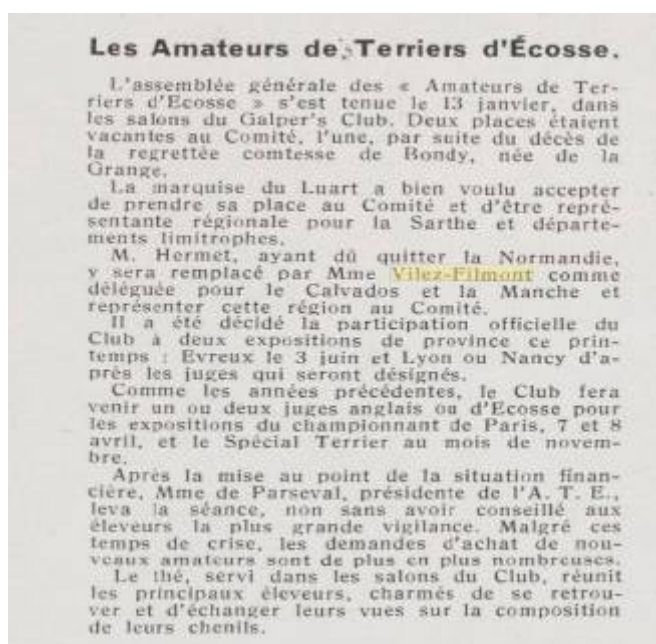 Les Amateurs de Terriers d'Écosse.
L'assemblée générale des « Amateurs de Ter-
riers d'Ecosse » s'est tenue le 13 janvier, dans
les salons du Galper's Club. Deux places étaient
vacantes au Comité, l'une, par suite du décès de
la regrettée comtesse de Bondy, née de la
Grange.
La marquise du Luart a bien voulu accepter
de prendre sa place au Comité et d'être repré-
sentante régionale pour la Sarthe et départe-
ments limitrophes.
M. Hermet, ayant dû quitter la Normandie,
y sera remplacé par Mme Vilez-Filmont comme
déléguée pour le Calvados et la Manche et
représenter cette région au Comité.
Il a été décidé la participation officielle du
Club à deux expositions de province ce prin-
temps : Evreux le 3 juin et Lyon ou Nancy d'a-
près les juges qui seront désignés.
Comme les années précédentes, le Club fera
venir un ou deux juges anglais ou d'Ecosse pour
les expositions du championnant de Paris, 7 et 8
avril, et le Spécial Terrier au mois de novem-
bre.
Après la mise au point de la situation finan-
cière, Mme de Parseval, présidente de l'A. T. E.,
leva la séance, non sans avoir conseillé aux
éleveurs la plus grande vigilance. Malgré ces
temps de crise, les demandes d'achat de nou-
veaux amateurs sont de plus en plus nombreuses.
Le thé, servi dans les salons du Club, réunit
les principaux éleveurs, charmés de se retrou-
ver et d'échanger leurs vues sur la composition
de leurs chenils.